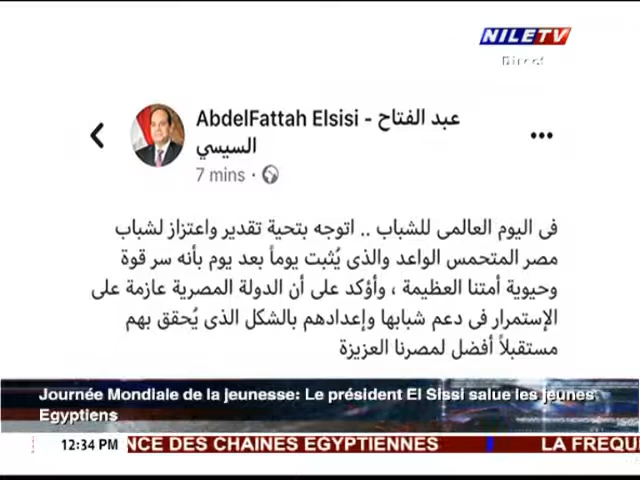 NILETV
Direct
AbdelFattah Elsisi - عبد الفتاح
السيسي
7 mins ·
فى اليوم العالمى للشباب .. اتوجه بتحية تقدير واعتزاز لشباب
مصر المتحمس الواعد والذى يُثبت يوماً بعد يوم بأنه سر قوة
وحيوية أمتنا العظيمة ، وأؤكد على أن الدولة المصرية عازمة على
الإستمرار فى دعم شبابها وإعدادهم بالشكل الذى يُحقق بهم
مستقبلاً أفضل لمصرنا العزيزة
Journée Mondiale de la jeunesse: Le président El Sissi salue les jeunes
Egyptiens
12:34 PM NCE DES CHAINES EGYPTIENNES LA FREQU